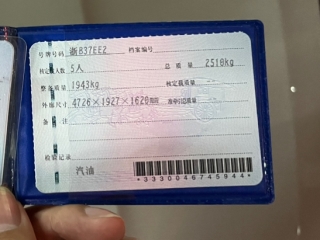 号牌号码 浙B37EE2 档案编号
核定载人数 5人 总质量 2518kg
整备质量 1943kg 核定载质量
外廓尺寸 4726×1927×1620mm 准牵引总质量
备注
检验记录
汽油
*3330046745944*